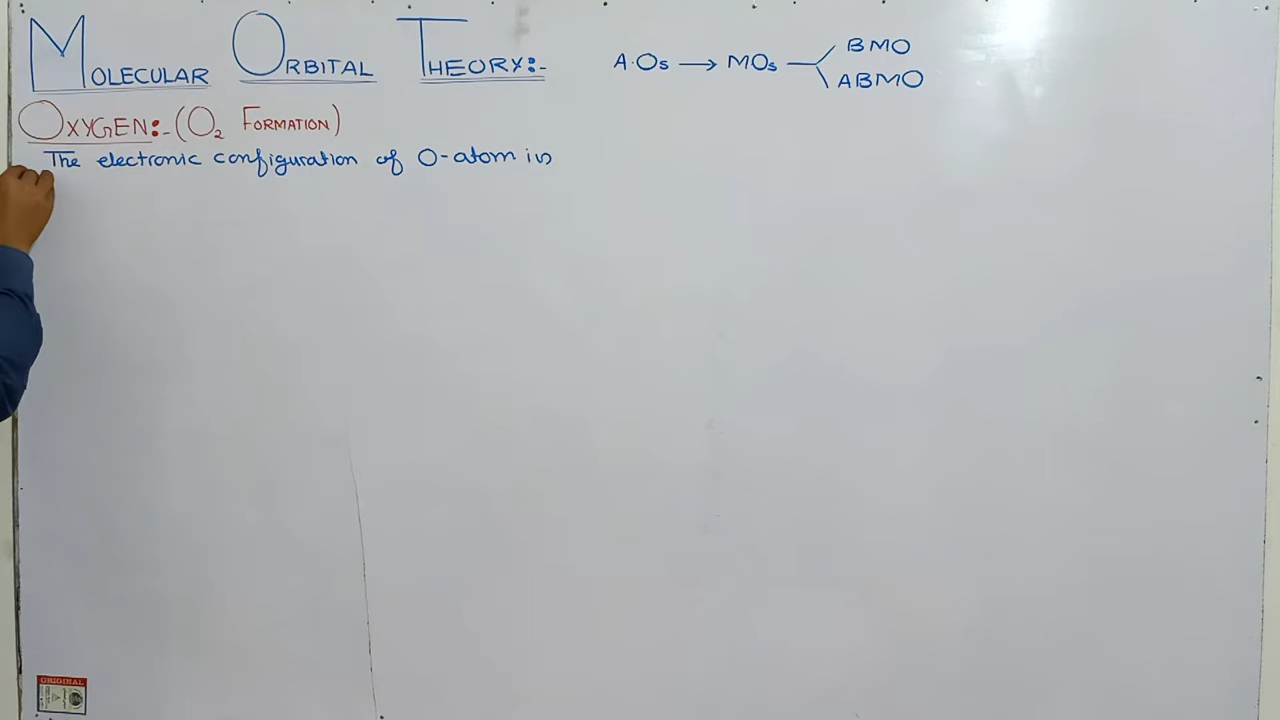 MOLECULAR ORBITAL THEORY:-
A.Os → MOs
BMO
ABMO
OXYGEN:- (O₂ FORMATION)
The electronic configuration of O-atom is
ORIGINAL